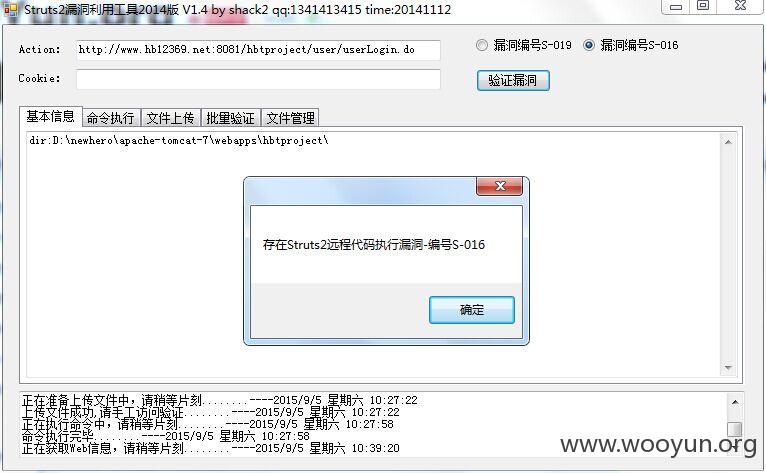 Struts2漏洞利用工具2014版 V1.4 by shack2 qq:1341413415 time:20141112
Action: http://www.hb12369.net:8081/hbtproject/user/userLogin.do
漏洞编号S-019 漏洞编号S-016
Cookie:
验证漏洞
基本信息 命令执行 文件上传 批量验证 文件管理
dir:D:\newhero\apache-tomcat-7\webapps\hbtproject\
存在Struts2远程代码执行漏洞-编号S-016
确定
正在准备上传文件中，请稍等片刻........----2015/9/5 星期六 10:27:22
上传文件成功,请手工访问验证........----2015/9/5 星期六 10:27:22
正在执行命令中，请稍等片刻........----2015/9/5 星期六 10:27:58
命令执行完毕........----2015/9/5 星期六 10:27:58
正在获取Web信息，请稍等片刻........----2015/9/5 星期六 10:39:20
www.wooyun.org